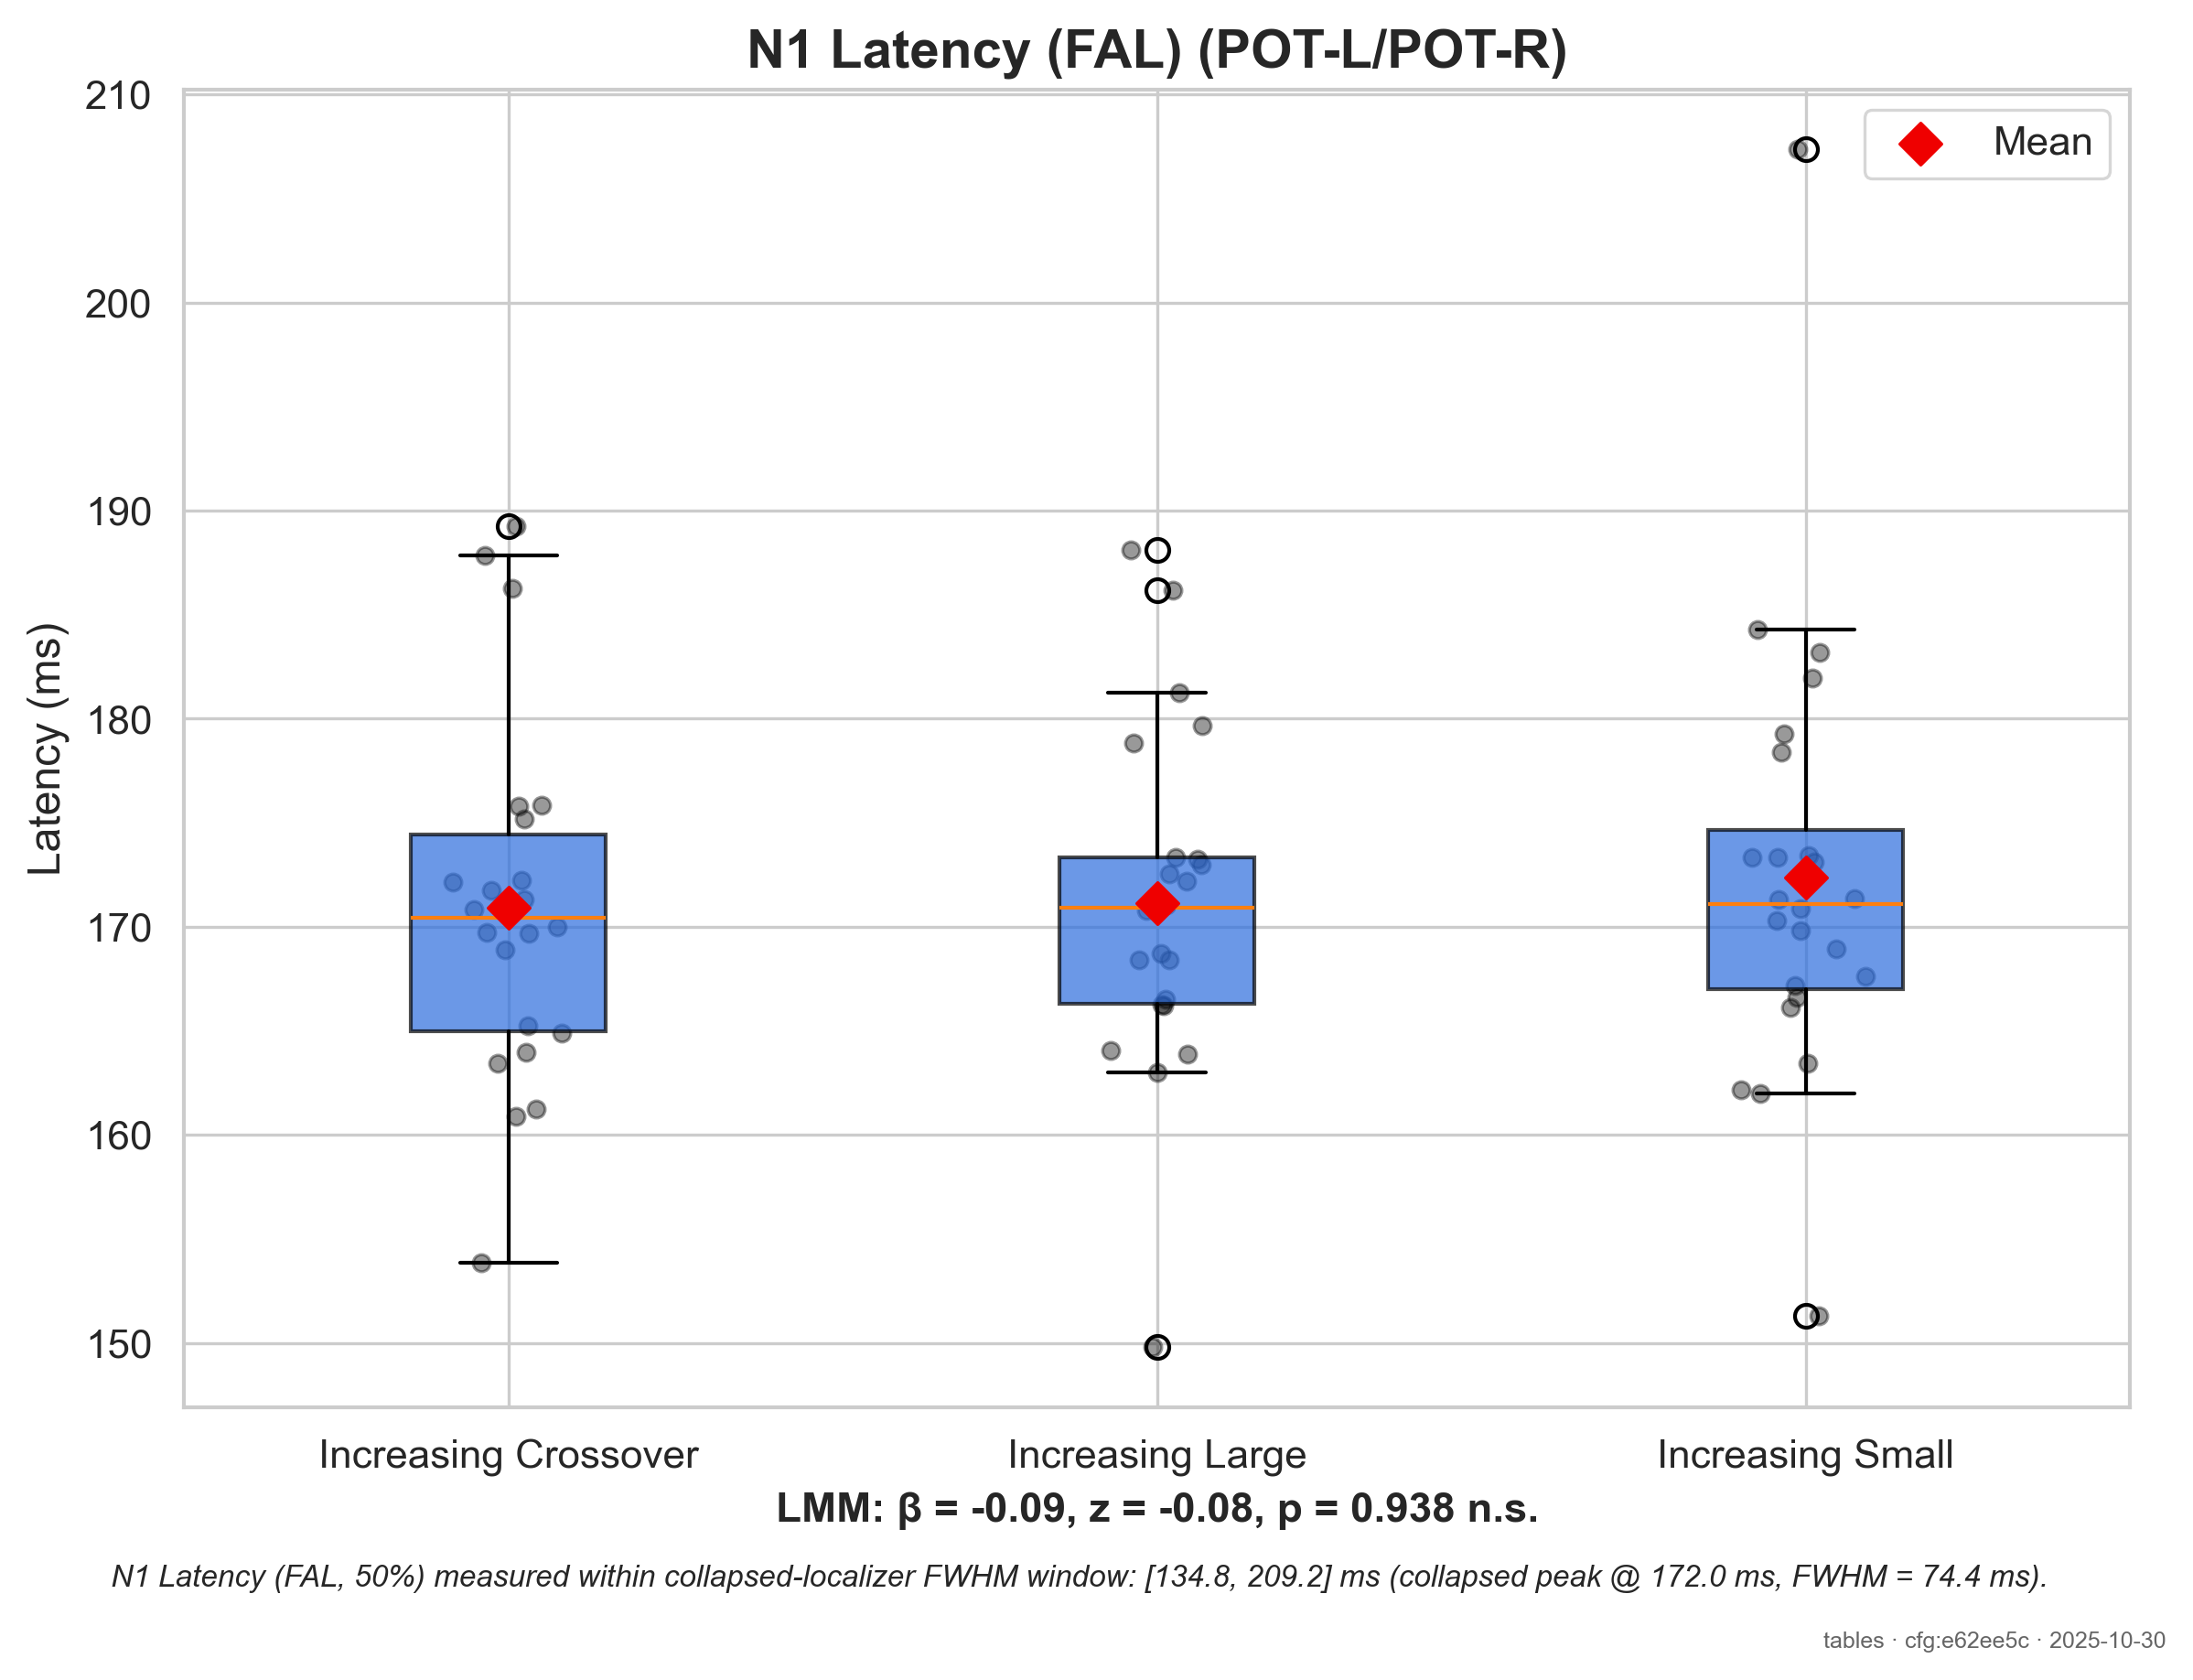 N1 Latency (FAL) (POT-L/POT-R)
210
200
190
180
170
160
150
Latency (ms)
Mean
Increasing Crossover
Increasing Large
Increasing Small
LMM: β = -0.09, z = -0.08, p = 0.938 n.s.
N1 Latency (FAL, 50%) measured within collapsed-localizer FWHM window: [134.8, 209.2] ms (collapsed peak @ 172.0 ms, FWHM = 74.4 ms).
tables · cfg:e62ee5c · 2025-10-30